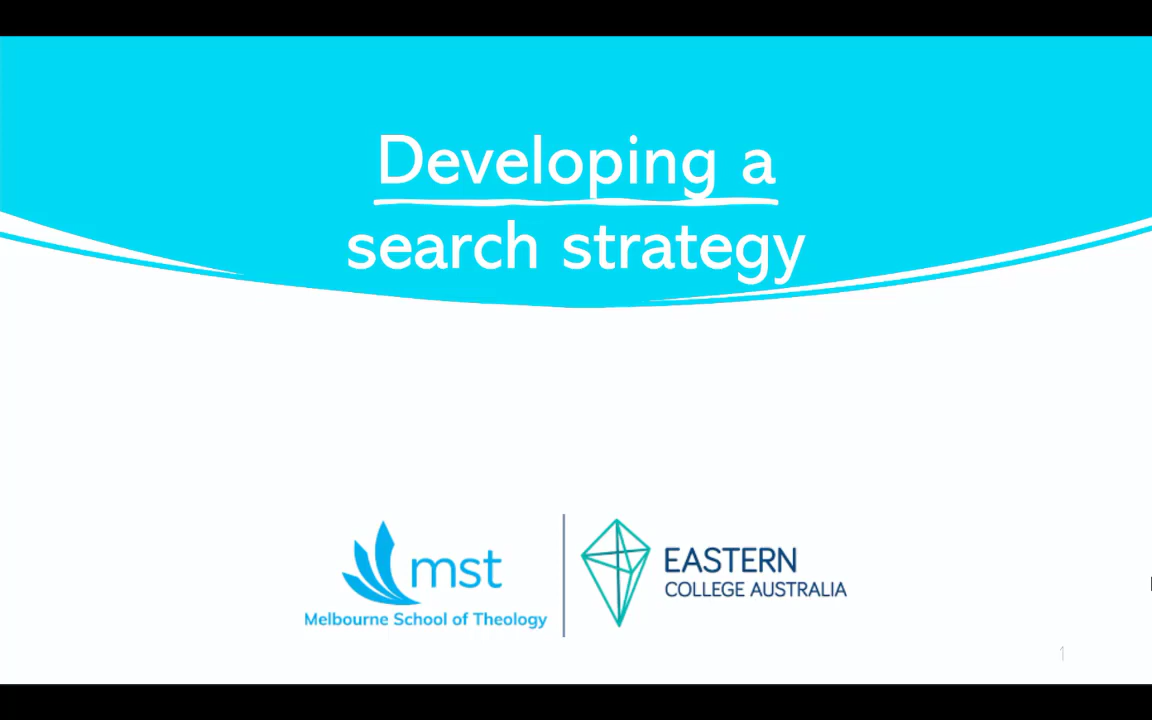 Developing a
search strategy
mst
Melbourne School of Theology
EASTERN
COLLEGE AUSTRALIA
1